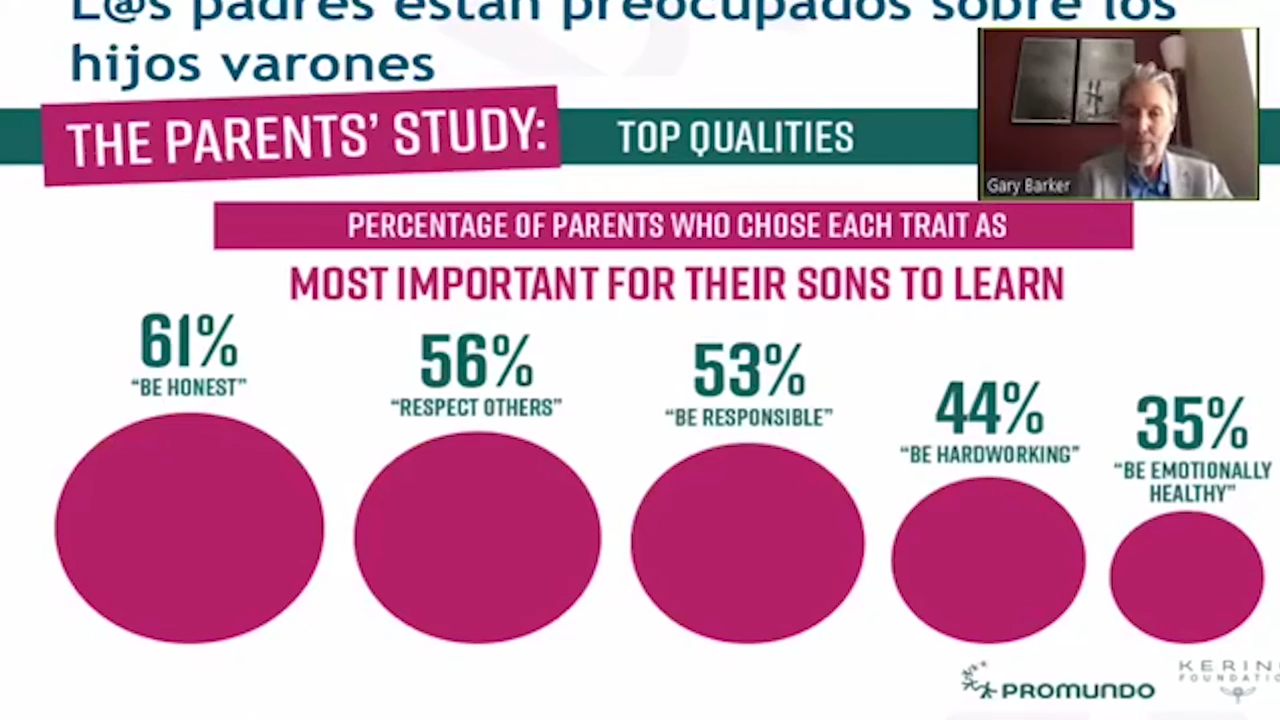 L@s padres están preocupados sobre los
hijos varones
THE PARENTS' STUDY:
TOP QUALITIES
Gary Barker
PERCENTAGE OF PARENTS WHO CHOSE EACH TRAIT AS
MOST IMPORTANT FOR THEIR SONS TO LEARN
61%
"BE HONEST"
56%
"RESPECT OTHERS"
53%
"BE RESPONSIBLE"
44%
"BE HARDWORKING"
35%
"BE EMOTIONALLY
HEALTHY"
PROMUNDO
KERING
FOUNDATIO